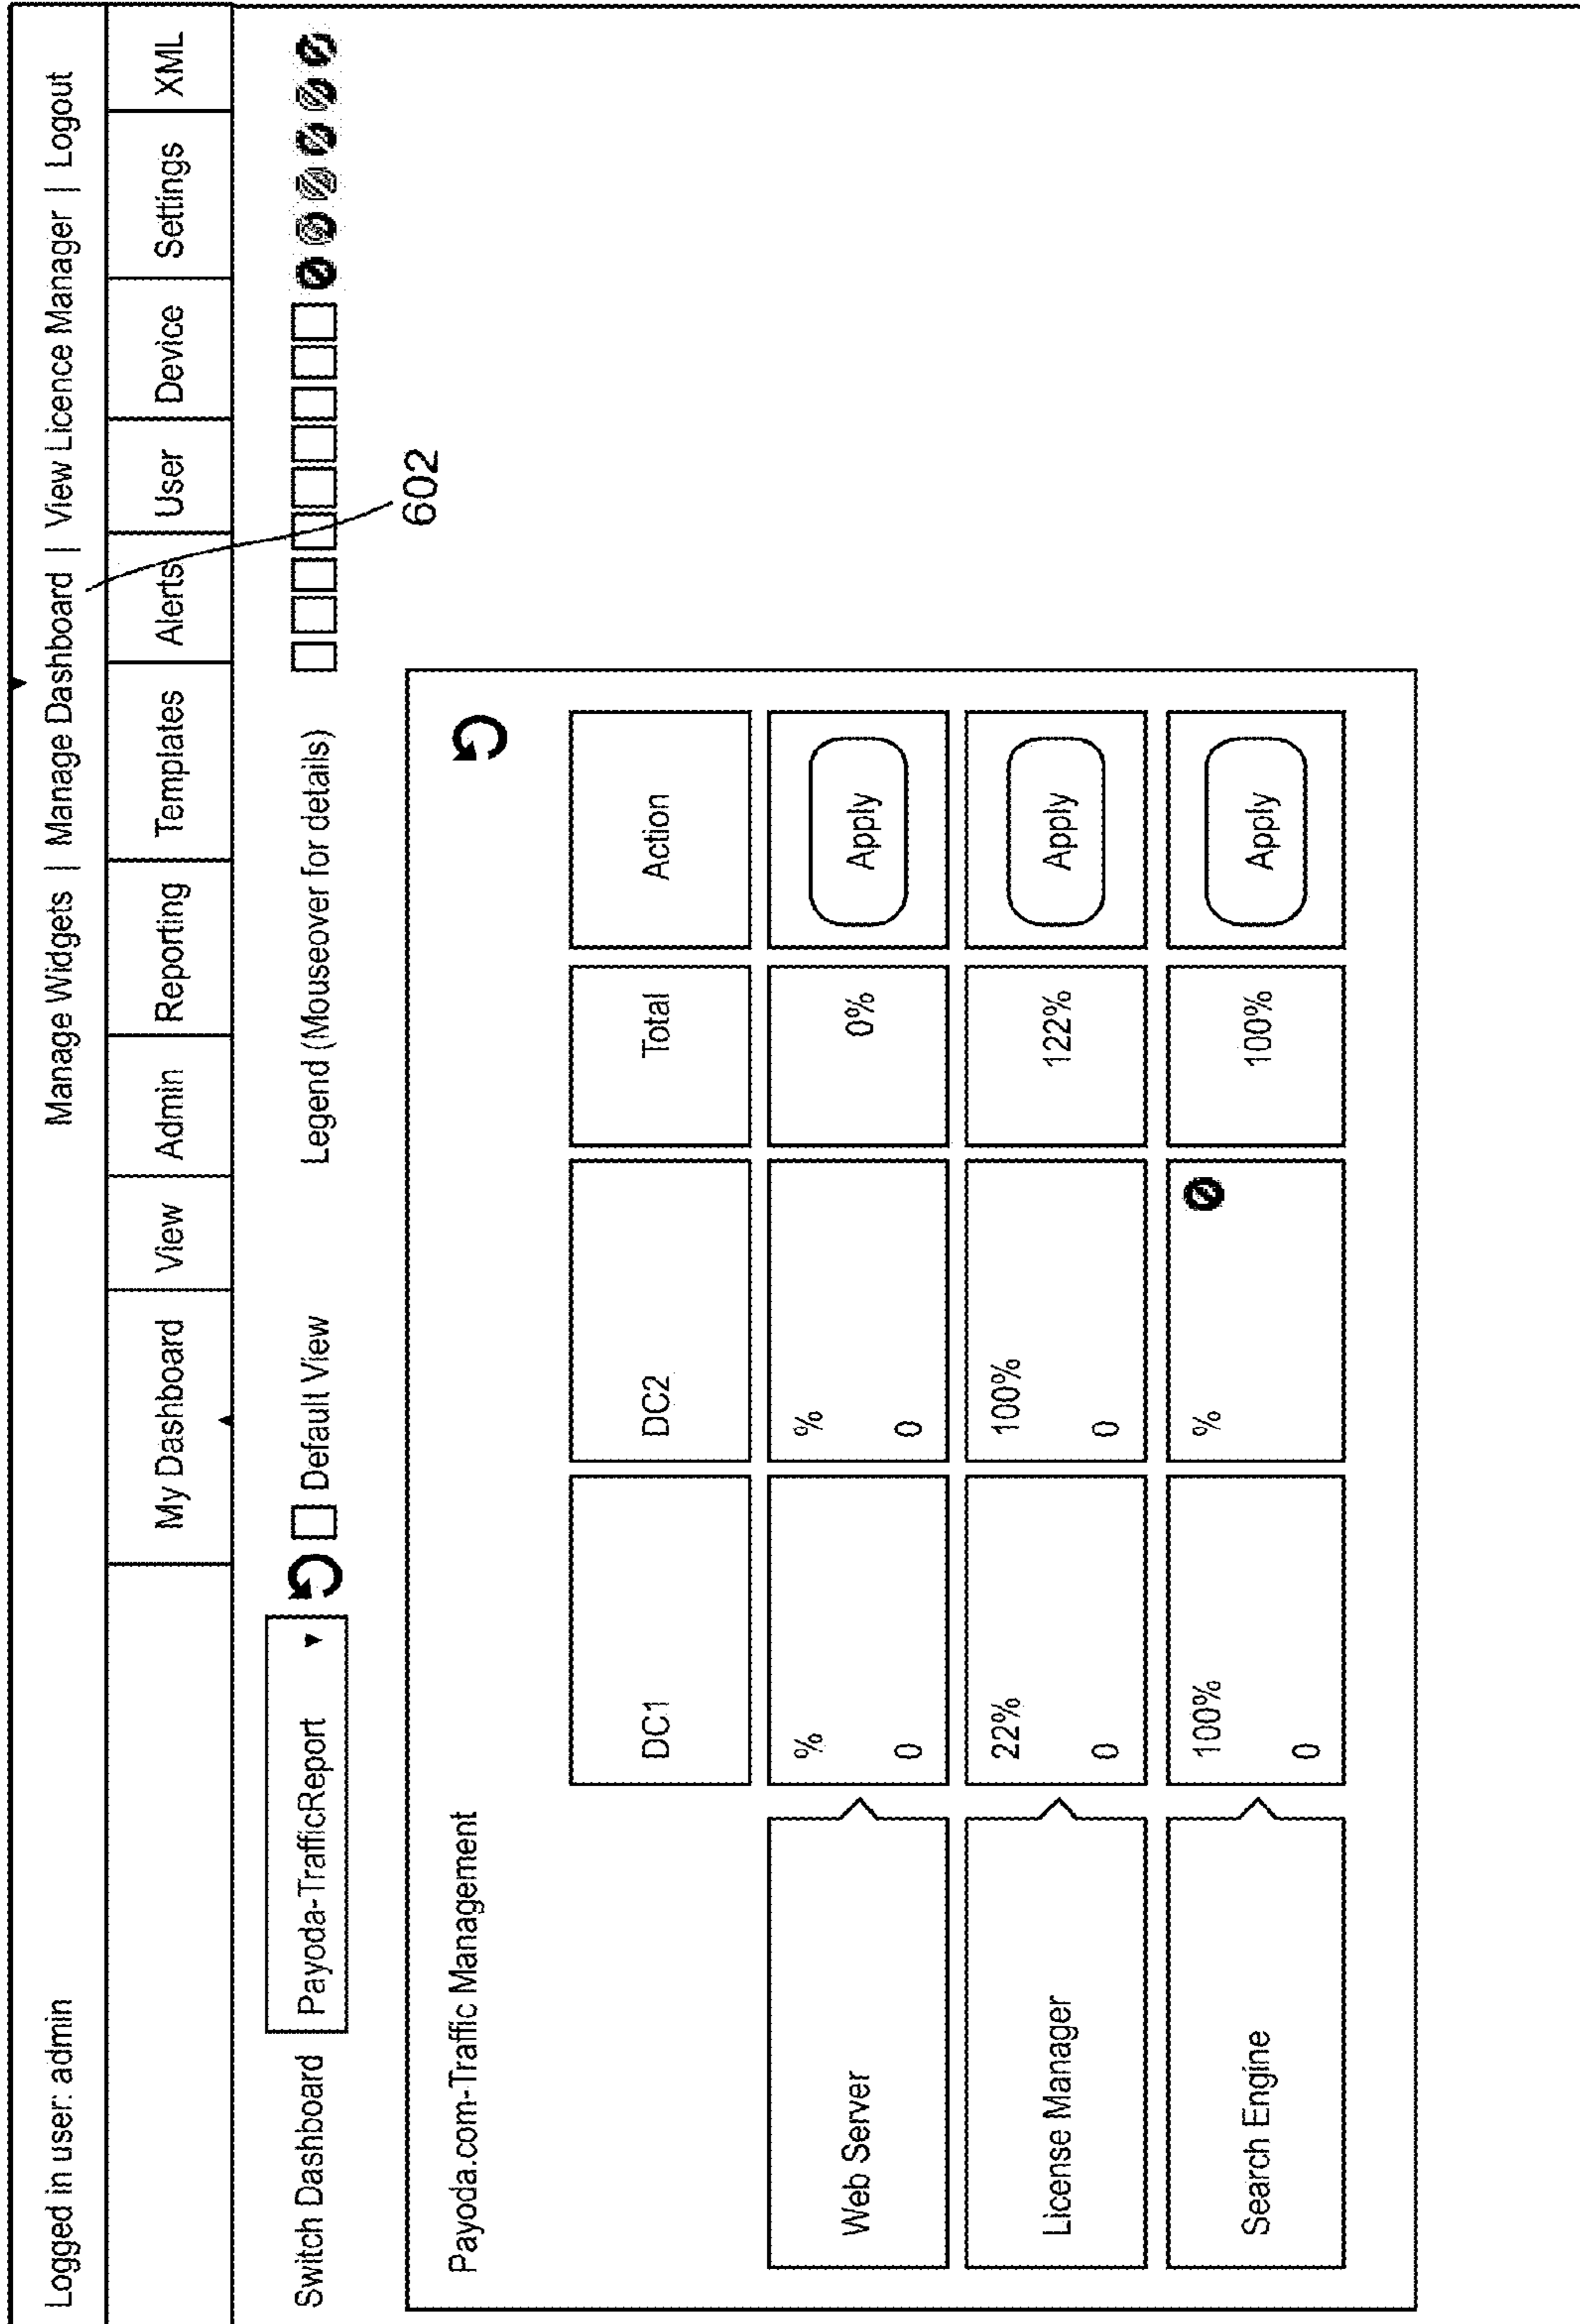 Logged in user: admin Manage Widgets | Manage Dashboard | View Licence Manager | Logout
My Dashboard View Admin Reporting Templates Alerts User Device Settings XML
Switch Dashboard Payoda-TrafficReport Default View Legend (Mouseover for details)
602
Payoda.com-Traffic Management
DC1 DC2 Total Action
Web Server % 0 % 0 0% Apply
License Manager 22% 0 100% 0 122% Apply
Search Engine 100% 0 % 100% Apply